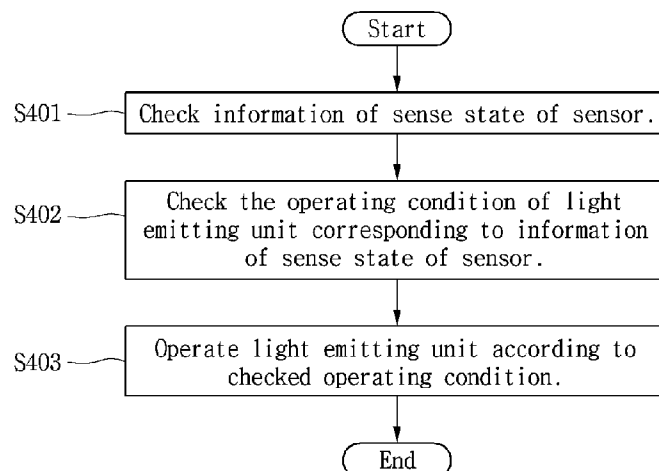 Start
S401
Check information of sense state of sensor.
S402
Check the operating condition of light
emitting unit corresponding to information
of sense state of sensor.
S403
Operate light emitting unit according to
checked operating condition.
End